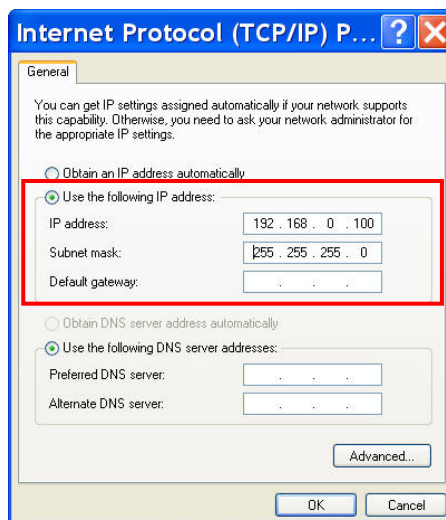 Internet Protocol (TCP/IP) P... ?
General
You can get IP settings assigned automatically if your network supports
this capability. Otherwise, you need to ask your network administrator for
the appropriate IP settings.
Obtain an IP address automatically
Use the following IP address:
IP address: 192 . 168 . 0 . 100
Subnet mask: 255 . 255 . 255 . 0
Default gateway: . . .
Obtain DNS server address automatically
Use the following DNS server addresses:
Preferred DNS server: . . .
Alternate DNS server: . . .
Advanced...
OK Cancel